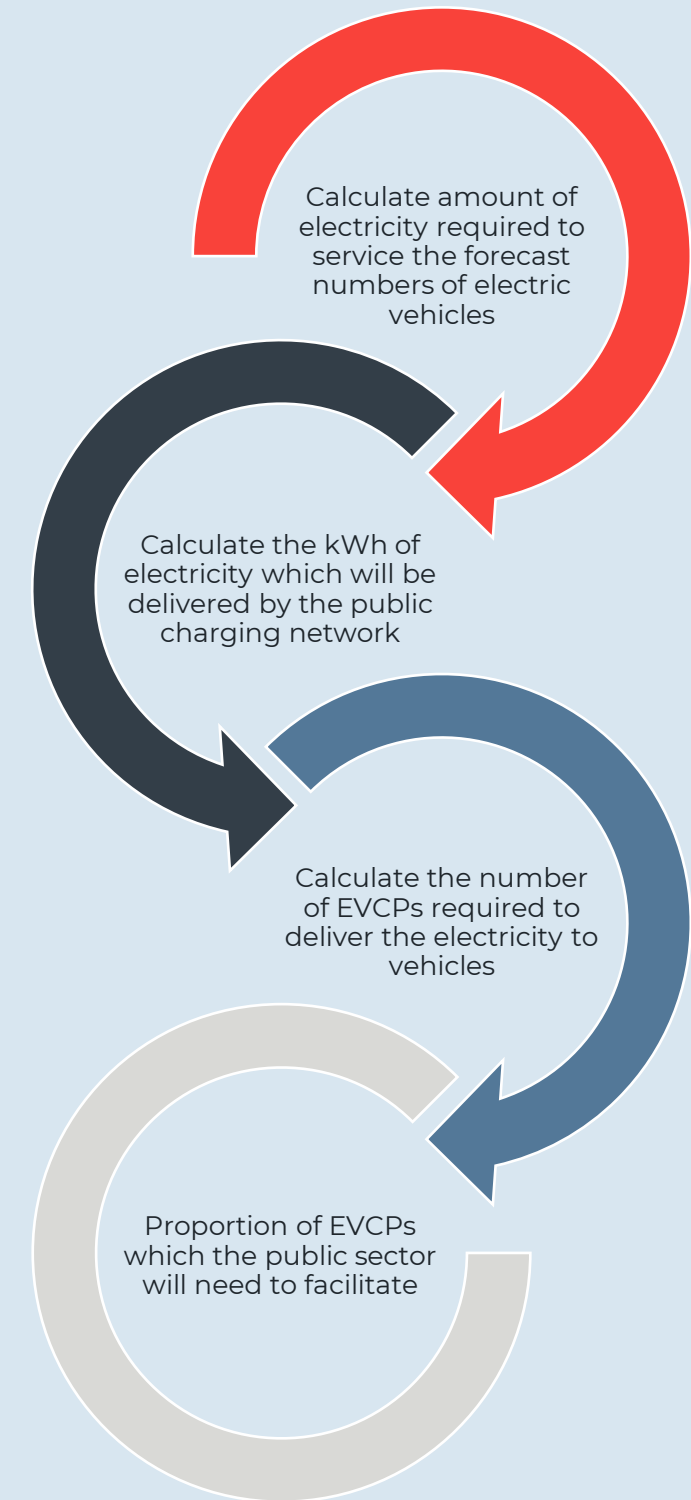 Calculate amount of
electricity required to
service the forecast
numbers of electric
vehicles
Calculate the kWh of
electricity which will be
delivered by the public
charging network
Calculate the number
of EVCPs required to
deliver the electricity to
vehicles
Proportion of EVCPs
which the public sector
will need to facilitate